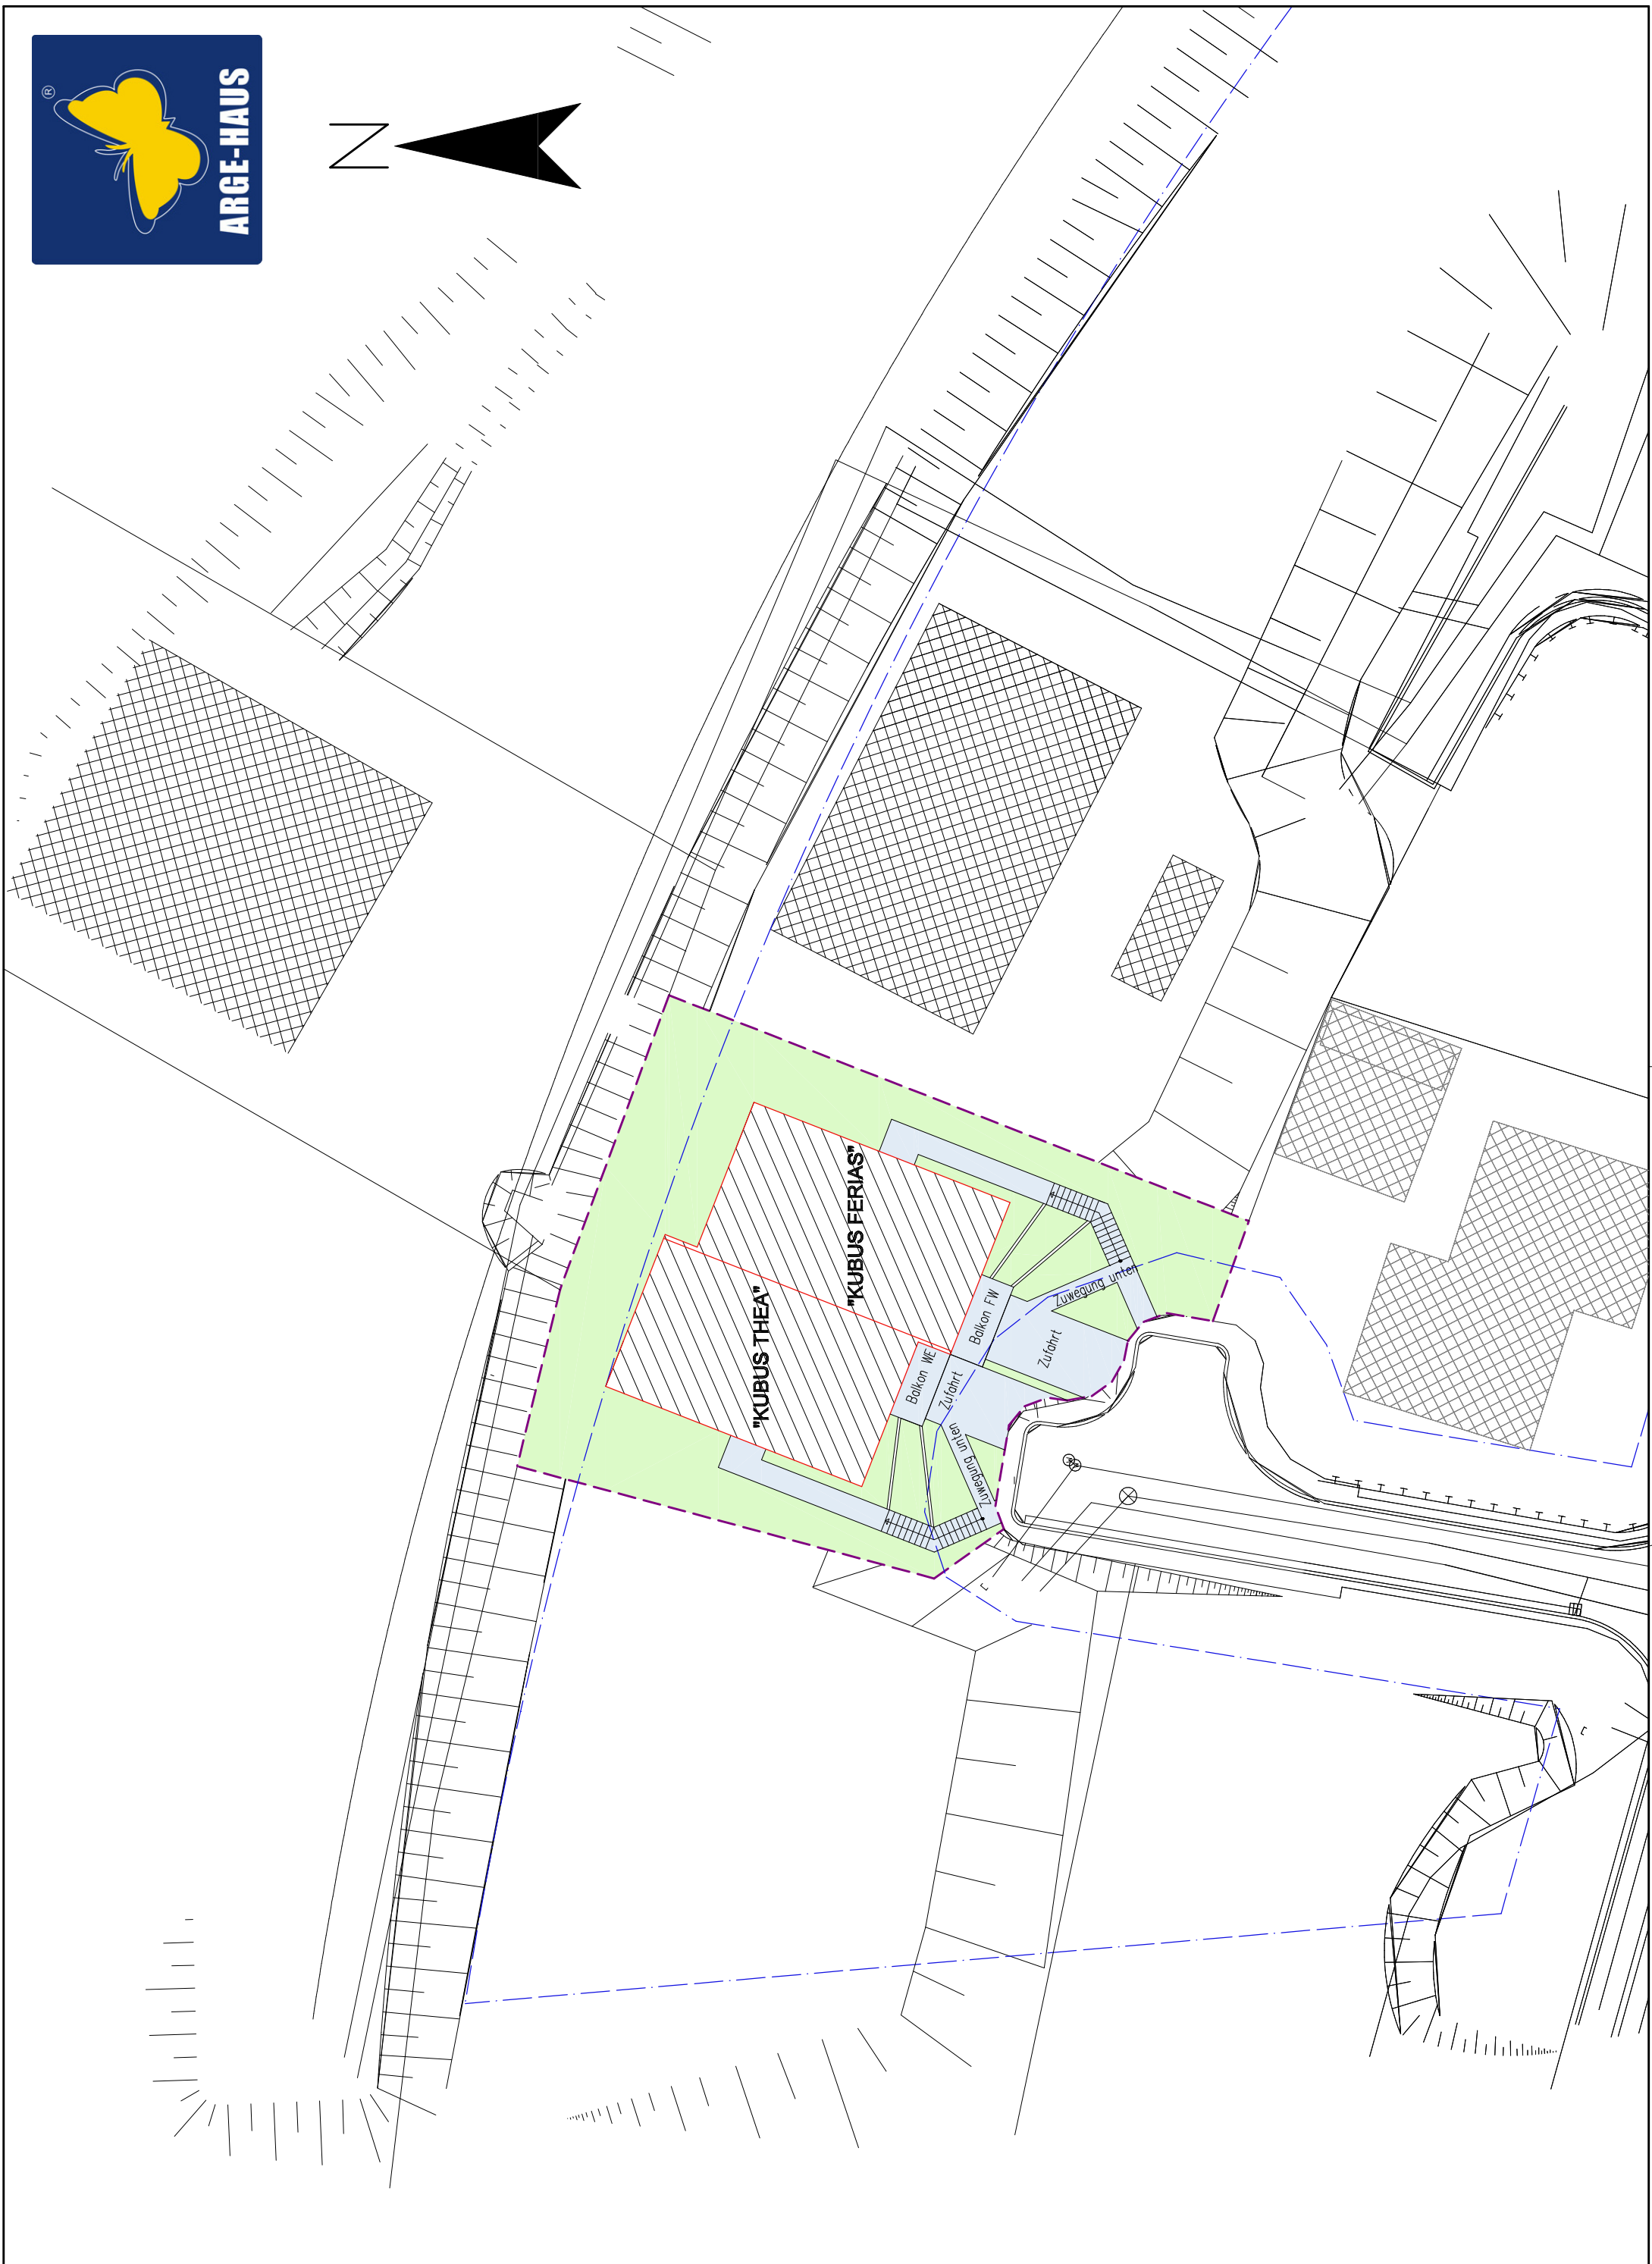 ®
ARGE-HAUS
N
"KUBUS FERIAS"
"KUBUS THEA"
Balkon FW
Zuwegung unten
Zufahrt
Balkon WE
Zufahrt
Zuwegung unten